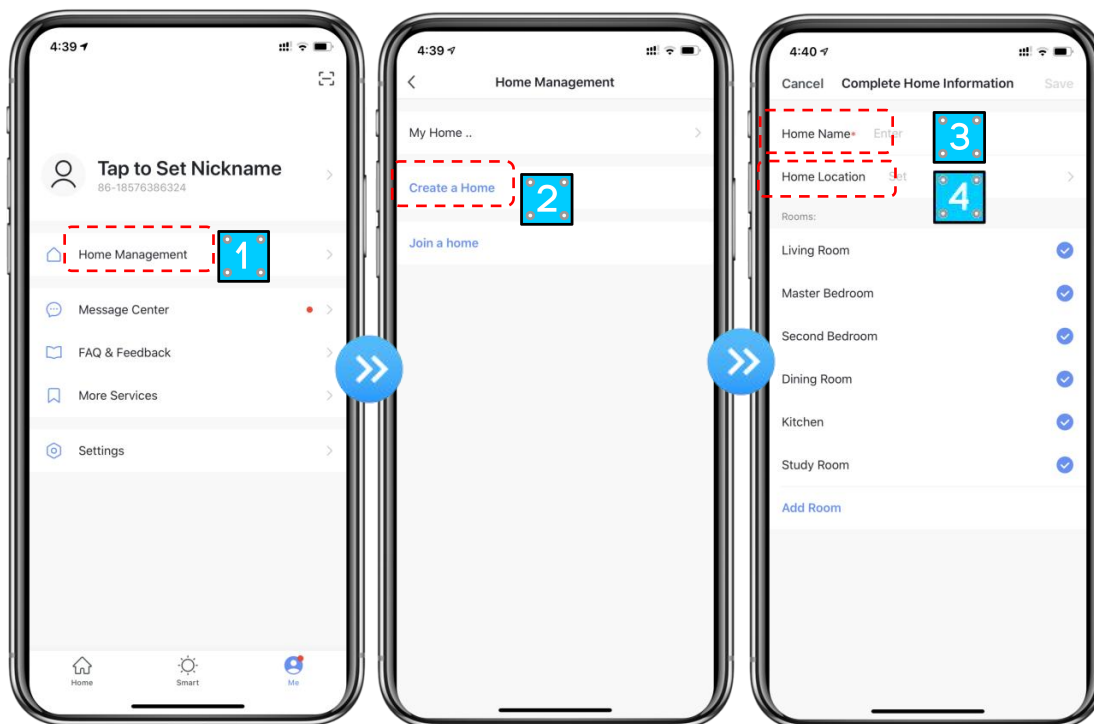 4:39
Tap to Set Nickname
86-18576386324
Home Management
1
Message Center
FAQ & Feedback
More Services
Settings
Home
Smart
Me
4:39
Home Management
My Home ..
Create a Home
2
Join a home
4:40
Cancel Complete Home Information Save
Home Name* Enter
3
Home Location Set
4
Rooms:
Living Room
Master Bedroom
Second Bedroom
Dining Room
Kitchen
Study Room
Add Room